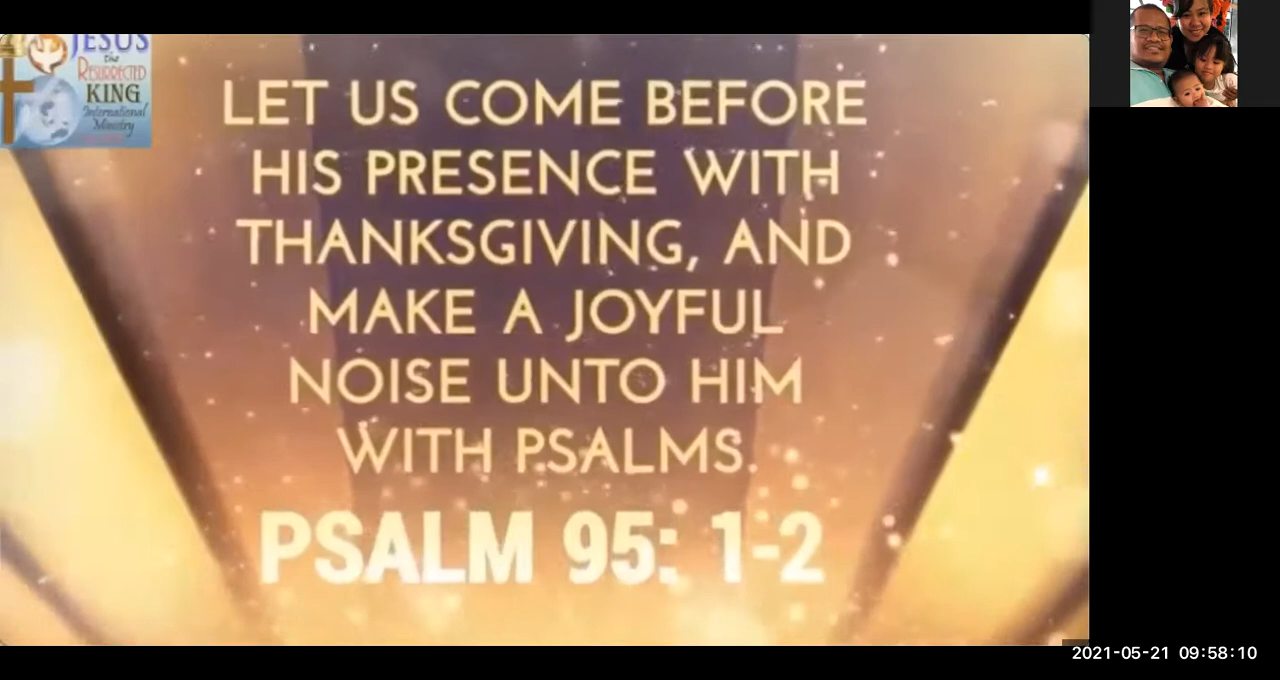 JESUS
the
RESURRECTED
KING
International
Ministry
LET US COME BEFORE
HIS PRESENCE WITH
THANKSGIVING, AND
MAKE A JOYFUL
NOISE UNTO HIM
WITH PSALMS.
PSALM 95: 1-2
2021-05-21 09:58:10